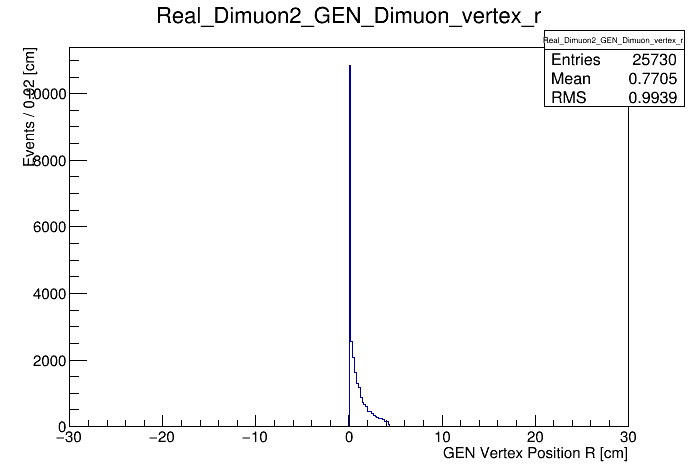 Real_Dimuon2_GEN_Dimuon_vertex_r
Real_Dimuon2_GEN_Dimuon_vertex_r
Entries 25730
Mean 0.7705
RMS 0.9939
Events / 0.02 [cm]
10000
8000
6000
4000
2000
0
−30 −20 −10 0 10 20 30
GEN Vertex Position R [cm]